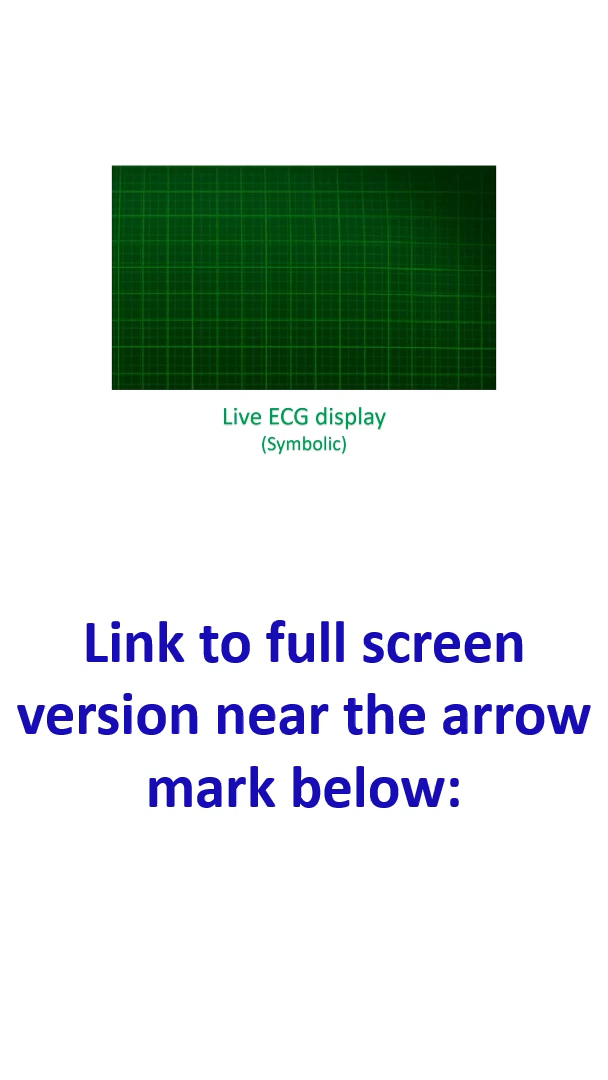 Live ECG display
(Symbolic)
Link to full screen
version near the arrow
mark below: